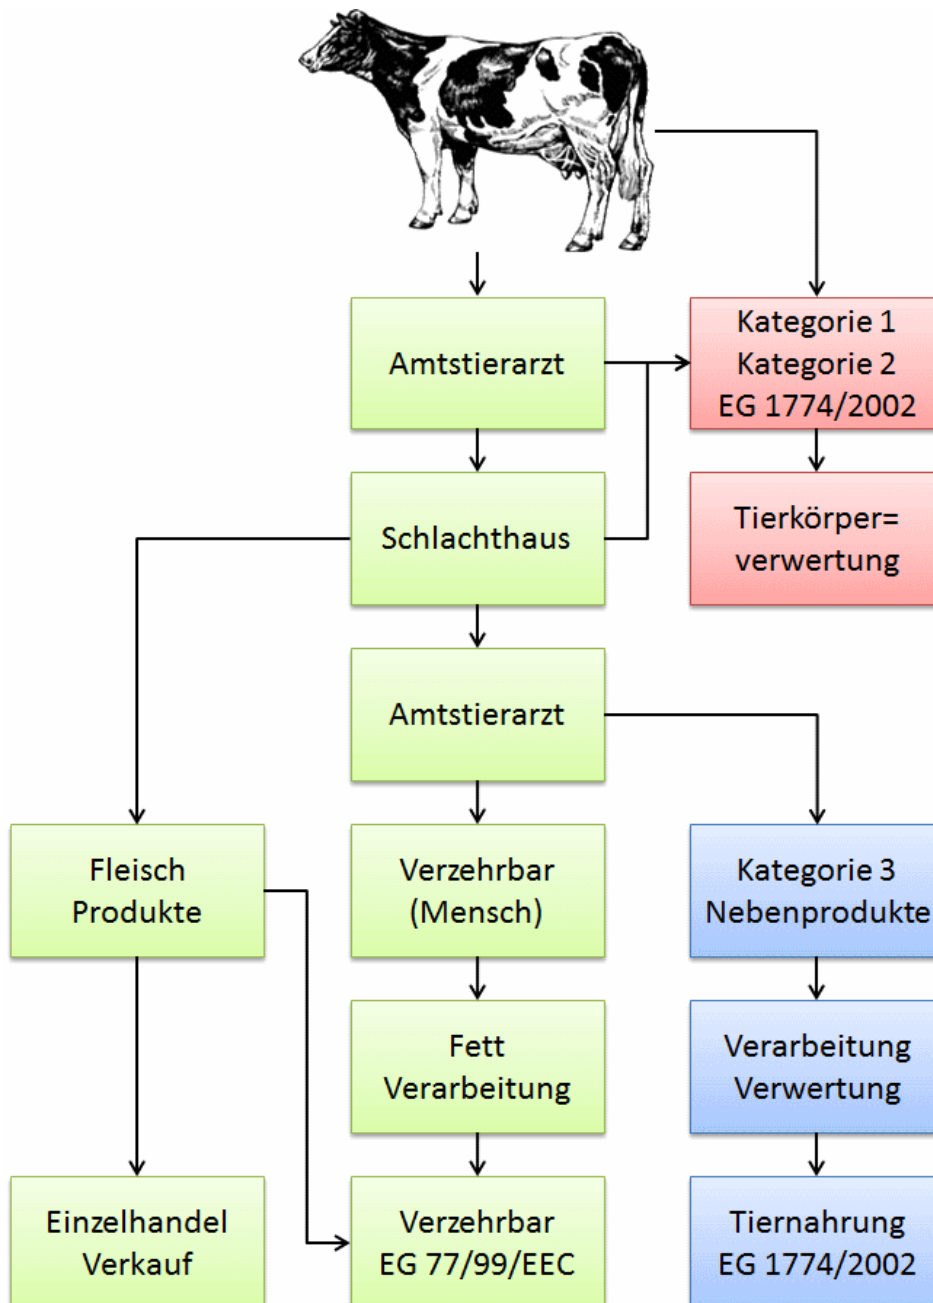 Amtstierarzt
Kategorie 1
Kategorie 2
EG 1774/2002
Schlachthaus
Tierkörper=
verwertung
Amtstierarzt
Fleisch
Produkte
Verzehrbar
(Mensch)
Kategorie 3
Nebenprodukte
Fett
Verarbeitung
Verarbeitung
Verwertung
Einzelhandel
Verkauf
Verzehrbar
EG 77/99/EEC
Tiernahrung
EG 1774/2002